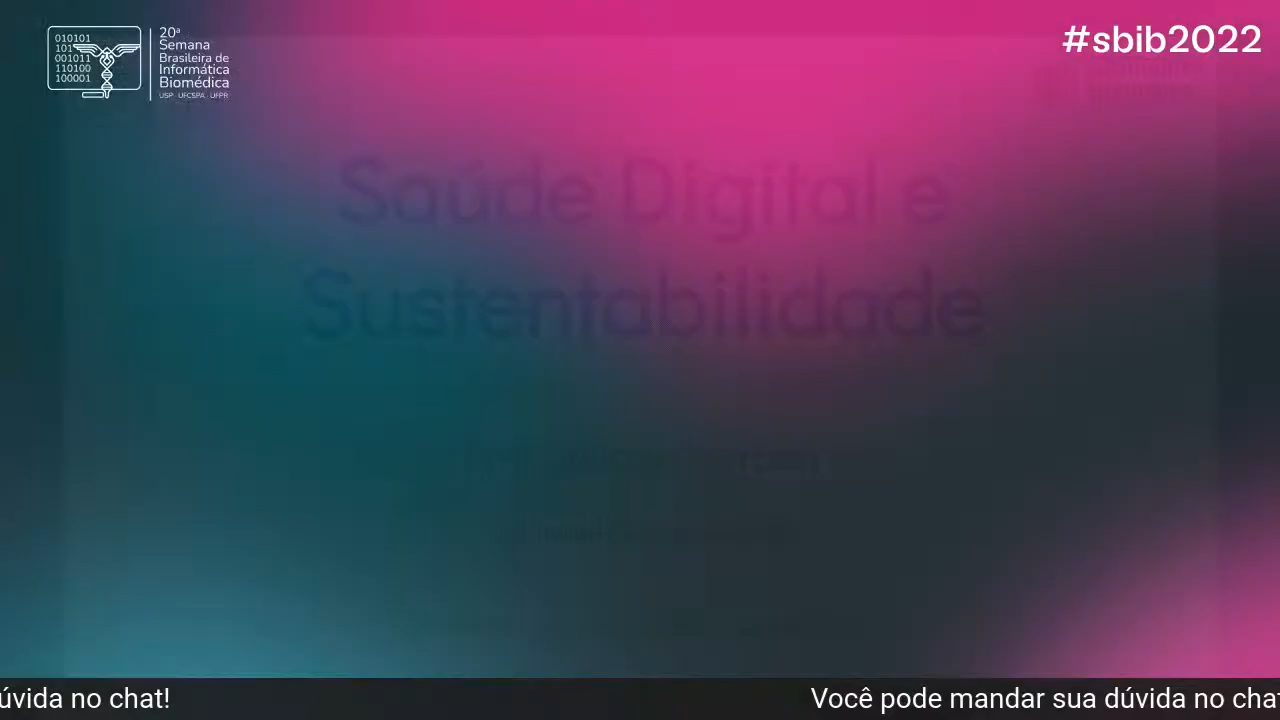 010101
101
001011
110100
100001
20ª
Semana
Brasileira de
Informática
Biomédica
USP · UFCSPA · UFPR
#sbib2022
Saúde Digital e
Sustentabilidade
úvida no chat!
Você pode mandar sua dúvida no chat